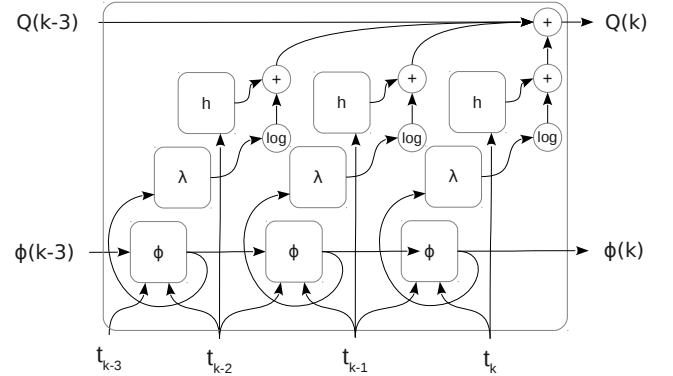 Q(k-3) + Q(k)
h + h + h +
log log log
λ λ λ
ϕ(k-3) ϕ ϕ ϕ ϕ(k)
t_{k-3} t_{k-2} t_{k-1} t_k